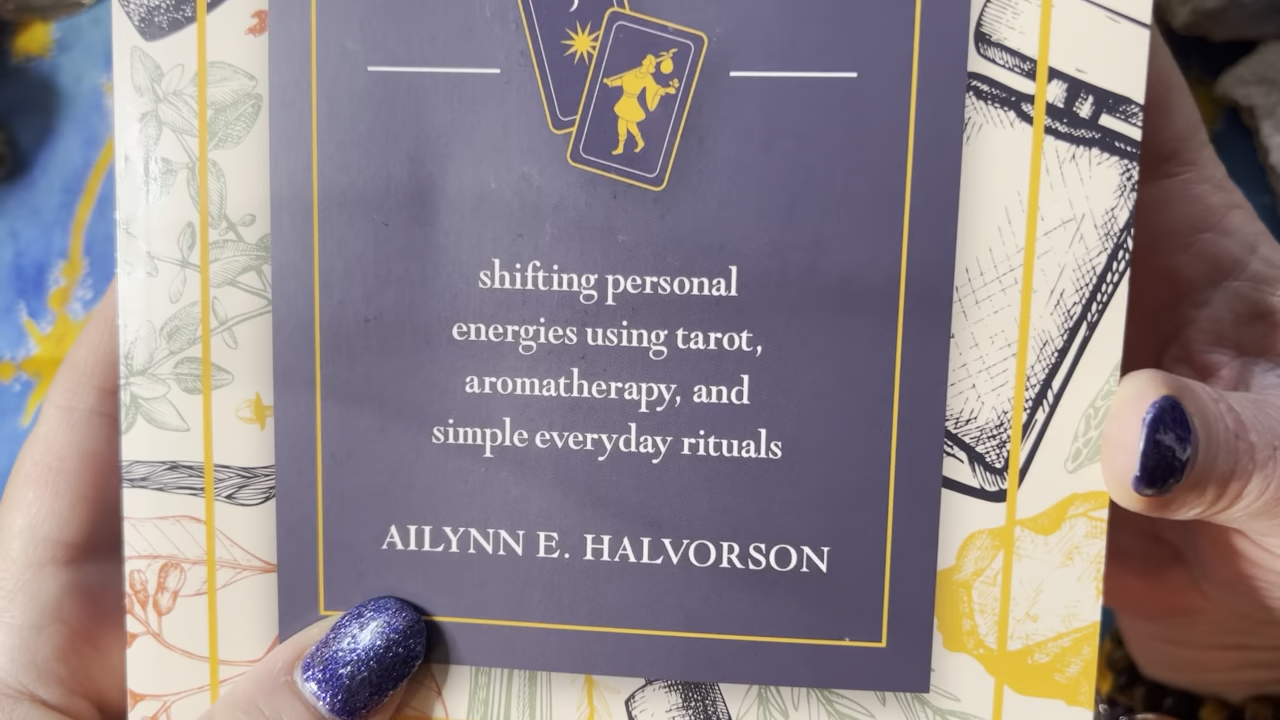 shifting personal
energies using tarot,
aromatherapy, and
simple everyday rituals
AILYNN E. HALVORSON